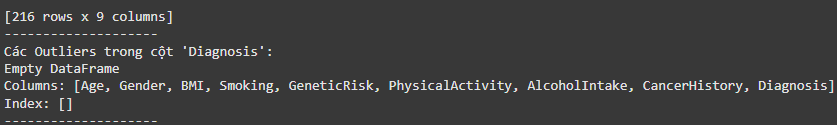 [216 rows x 9 columns]
--------------------
Các Outliers trong cột 'Diagnosis':
Empty DataFrame
Columns: [Age, Gender, BMI, Smoking, GeneticRisk, PhysicalActivity, AlcoholIntake, CancerHistory, Diagnosis]
Index: []
--------------------